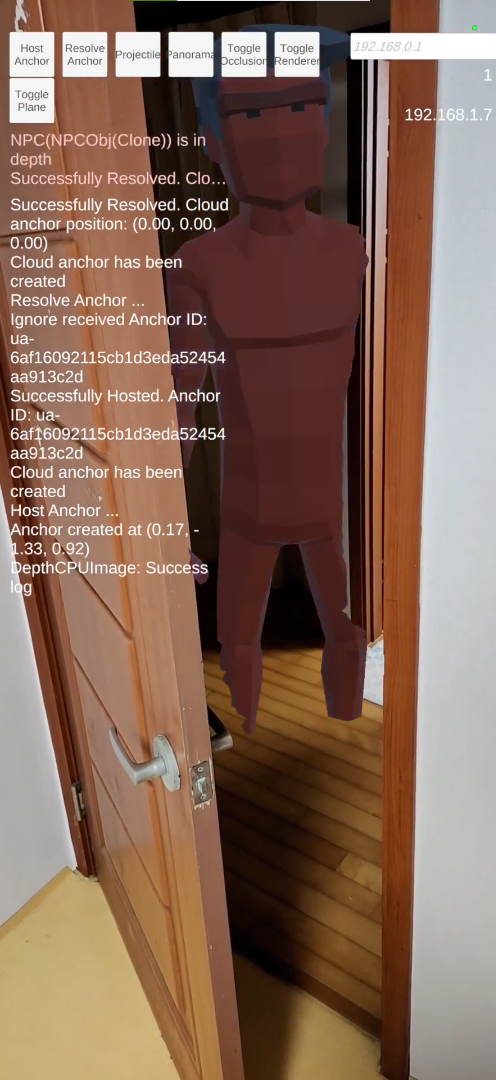 Host
Anchor
Resolve
Anchor
Projectile
Panorama
Toggle
Occlusion
Toggle
Renderer
192.168.0.1
1
Toggle
Plane
192.168.1.7
NPC(NPCObj(Clone)) is in
depth
Successfully Resolved. Clo...
Successfully Resolved. Cloud
anchor position: (0.00, 0.00,
0.00)
Cloud anchor has been
created
Resolve Anchor ...
Ignore received Anchor ID:
ua-
6af16092115cb1d3eda52454
aa913c2d
Successfully Hosted. Anchor
ID: ua-
6af16092115cb1d3eda52454
aa913c2d
Cloud anchor has been
created
Host Anchor ...
Anchor created at (0.17, -
1.33, 0.92)
DepthCPUImage: Success
log